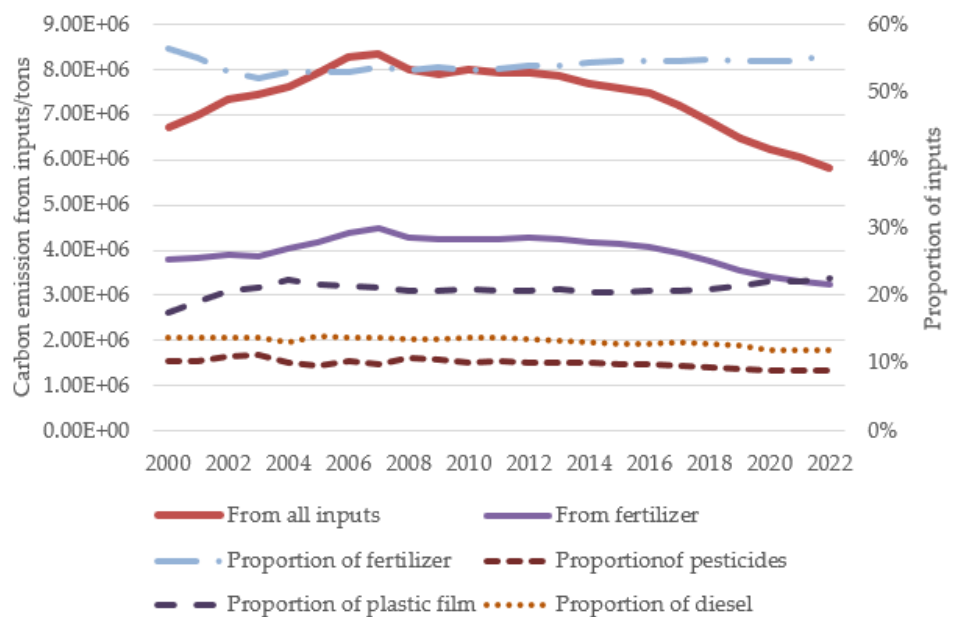 Carbon emission from inputs/tons
9.00E+06
8.00E+06
7.00E+06
6.00E+06
5.00E+06
4.00E+06
3.00E+06
2.00E+06
1.00E+06
0.00E+00
60%
50%
40%
30%
20%
10%
0%
Proportion of inputs
2000 2002 2004 2006 2008 2010 2012 2014 2016 2018 2020 2022
From all inputs From fertilizer
Proportion of fertilizer Proportionof pesticides
Proportion of plastic film Proportion of diesel